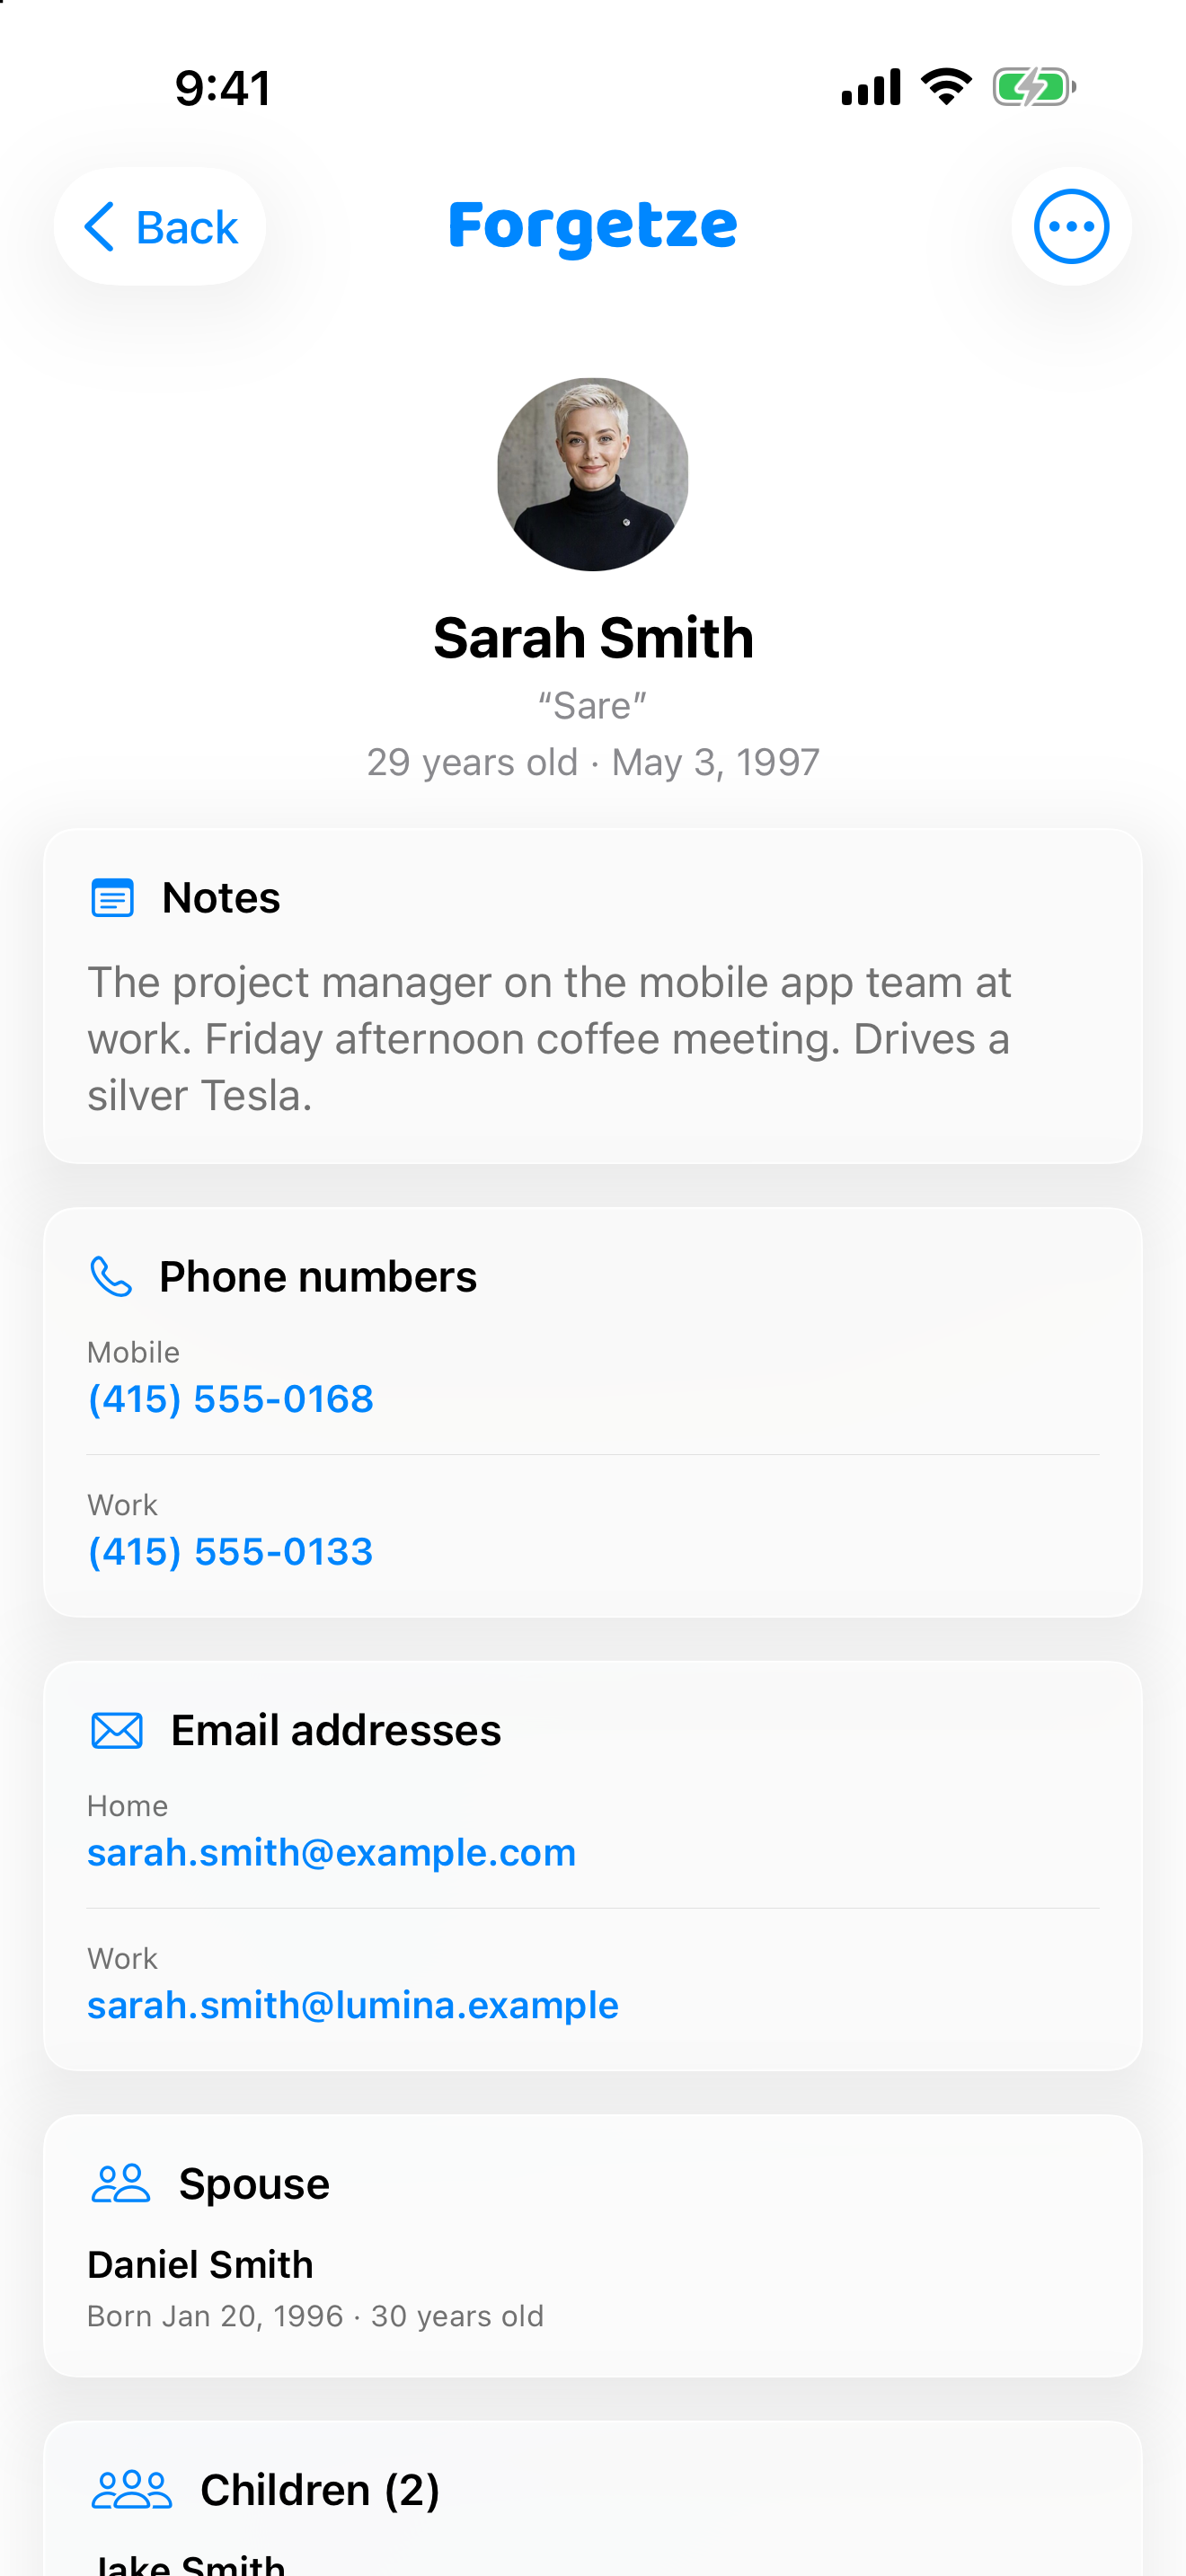 9:41
Back
Forgetze
Sarah Smith
“Sare”
29 years old · May 3, 1997
Notes
The project manager on the mobile app team at
work. Friday afternoon coffee meeting. Drives a
silver Tesla.
Phone numbers
Mobile
(415) 555-0168
Work
(415) 555-0133
Email addresses
Home
sarah.smith@example.com
Work
sarah.smith@lumina.example
Spouse
Daniel Smith
Born Jan 20, 1996 · 30 years old
Children (2)
Jake Smith